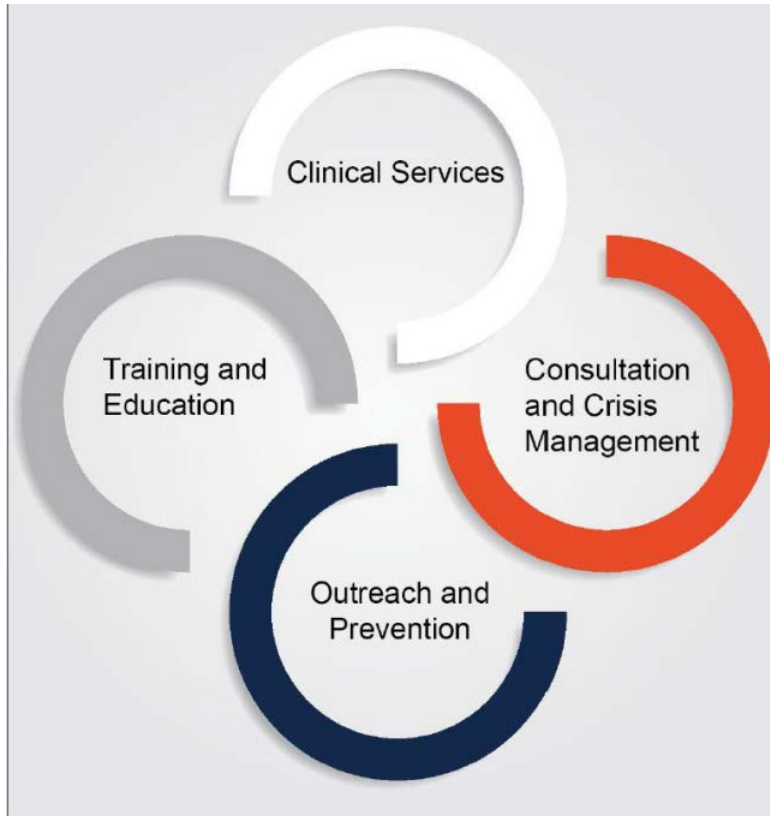 Clinical Services
Training and
Education
Consultation
and Crisis
Management
Outreach and
Prevention